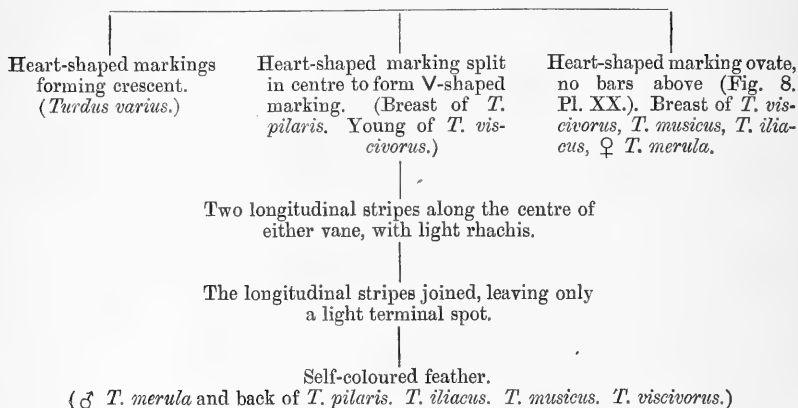 Heart-shaped markings
forming crescent.
(Turdus varius.)
Heart-shaped marking split
in centre to form V-shaped
marking. (Breast of T.
pilaris. Young of T. vis-
civorus.)
Heart-shaped marking ovate,
no bars above (Fig. 8.
Pl. XX.). Breast of T. vis-
civorus, T. musicus, T. ilia-
cus, ♀ T. merula.
Two longitudinal stripes along the centre of
either vane, with light rhachis.
The longitudinal stripes joined, leaving only
a light terminal spot.
Self-coloured feather.
(♂ T. merula and back of T. pilaris. T. iliacus. T. musicus. T. viscivorus.)